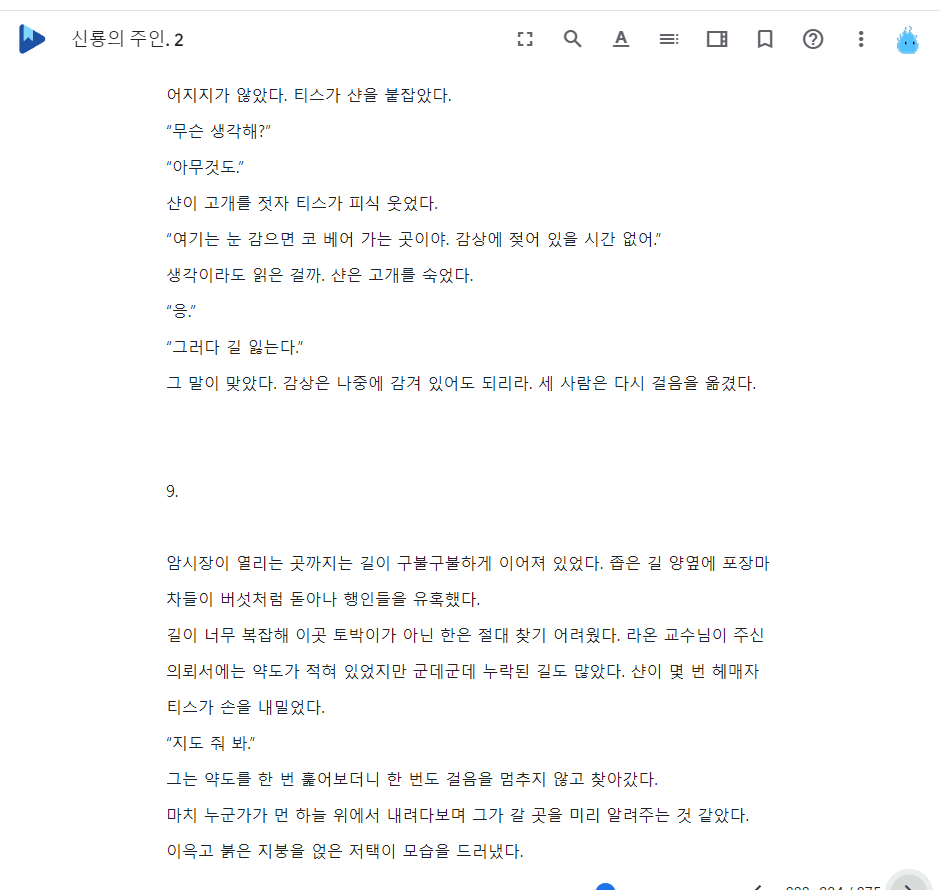 신룡의 주인. 2
어지지가 않았다. 티스가 샨을 붙잡았다.
“무슨 생각해?”
“아무것도.”
샨이 고개를 젓자 티스가 피식 웃었다.
“여기는 눈 감으면 코 베어 가는 곳이야. 감상에 젖어 있을 시간 없어.”
생각이라도 읽은 걸까. 샨은 고개를 숙였다.
“응.”
“그러다 길 잃는다.”
그 말이 맞았다. 감상은 나중에 감겨 있어도 되리라. 세 사람은 다시 걸음을 옮겼다.
9.
암시장이 열리는 곳까지는 길이 구불구불하게 이어져 있었다. 좁은 길 양옆에 포장마
차들이 버섯처럼 돋아나 행인들을 유혹했다.
길이 너무 복잡해 이곳 토박이가 아닌 한은 절대 찾기 어려웠다. 라온 교수님이 주신
의뢰서에는 약도가 적혀 있었지만 군데군데 누락된 길도 많았다. 샨이 몇 번 헤매자
티스가 손을 내밀었다.
“지도 줘 봐.”
그는 약도를 한 번 훑어보더니 한 번도 걸음을 멈추지 않고 찾아갔다.
마치 누군가가 먼 하늘 위에서 내려다보며 그가 갈 곳을 미리 알려주는 것 같았다.
이윽고 붉은 지붕을 얹은 저택이 모습을 드러냈다.